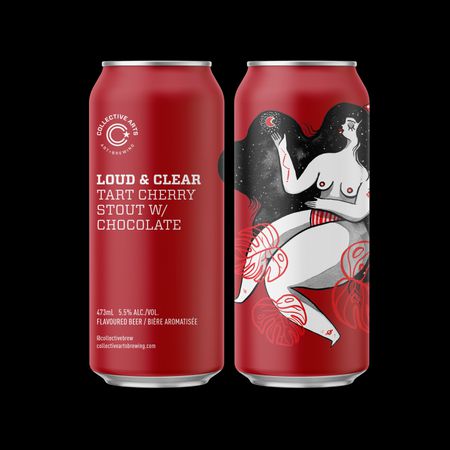 COLLECTIVE ARTS
ART+BREWING
LOUD & CLEAR
TART CHERRY
STOUT W/
CHOCOLATE
473mL 5.5% ALC./VOL.
FLAVOURED BEER / BIÈRE AROMATISÉE
@collectivebrew
collectiveartsbrewing.com